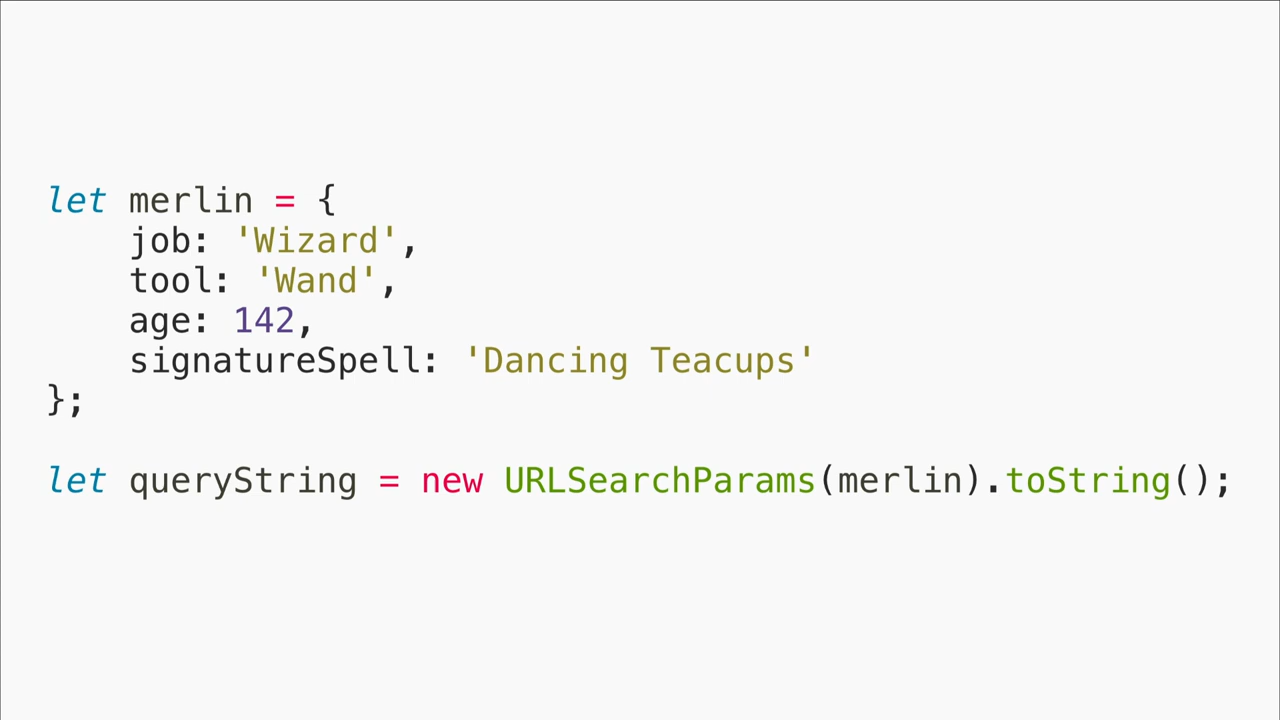 let merlin = {
    job: 'Wizard',
    tool: 'Wand',
    age: 142,
    signatureSpell: 'Dancing Teacups'
};
let queryString = new URLSearchParams(merlin).toString();